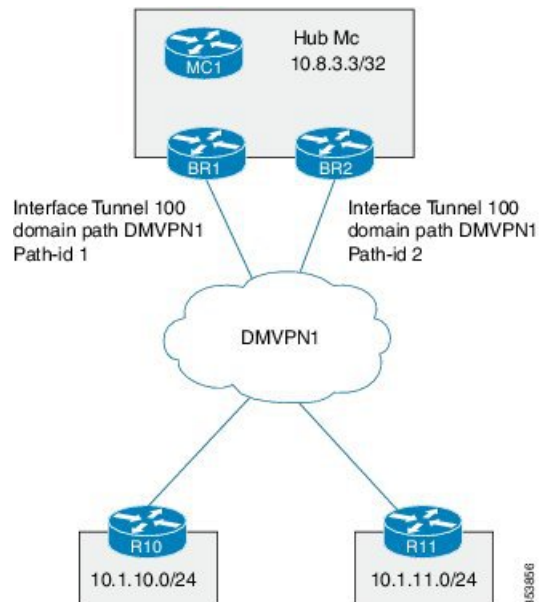 Hub Mc
10.8.3.3/32
MC1
BR1
BR2
Interface Tunnel 100
domain path DMVPN1
Path-id 1
Interface Tunnel 100
domain path DMVPN1
Path-id 2
DMVPN1
R10
R11
10.1.10.0/24
10.1.11.0/24